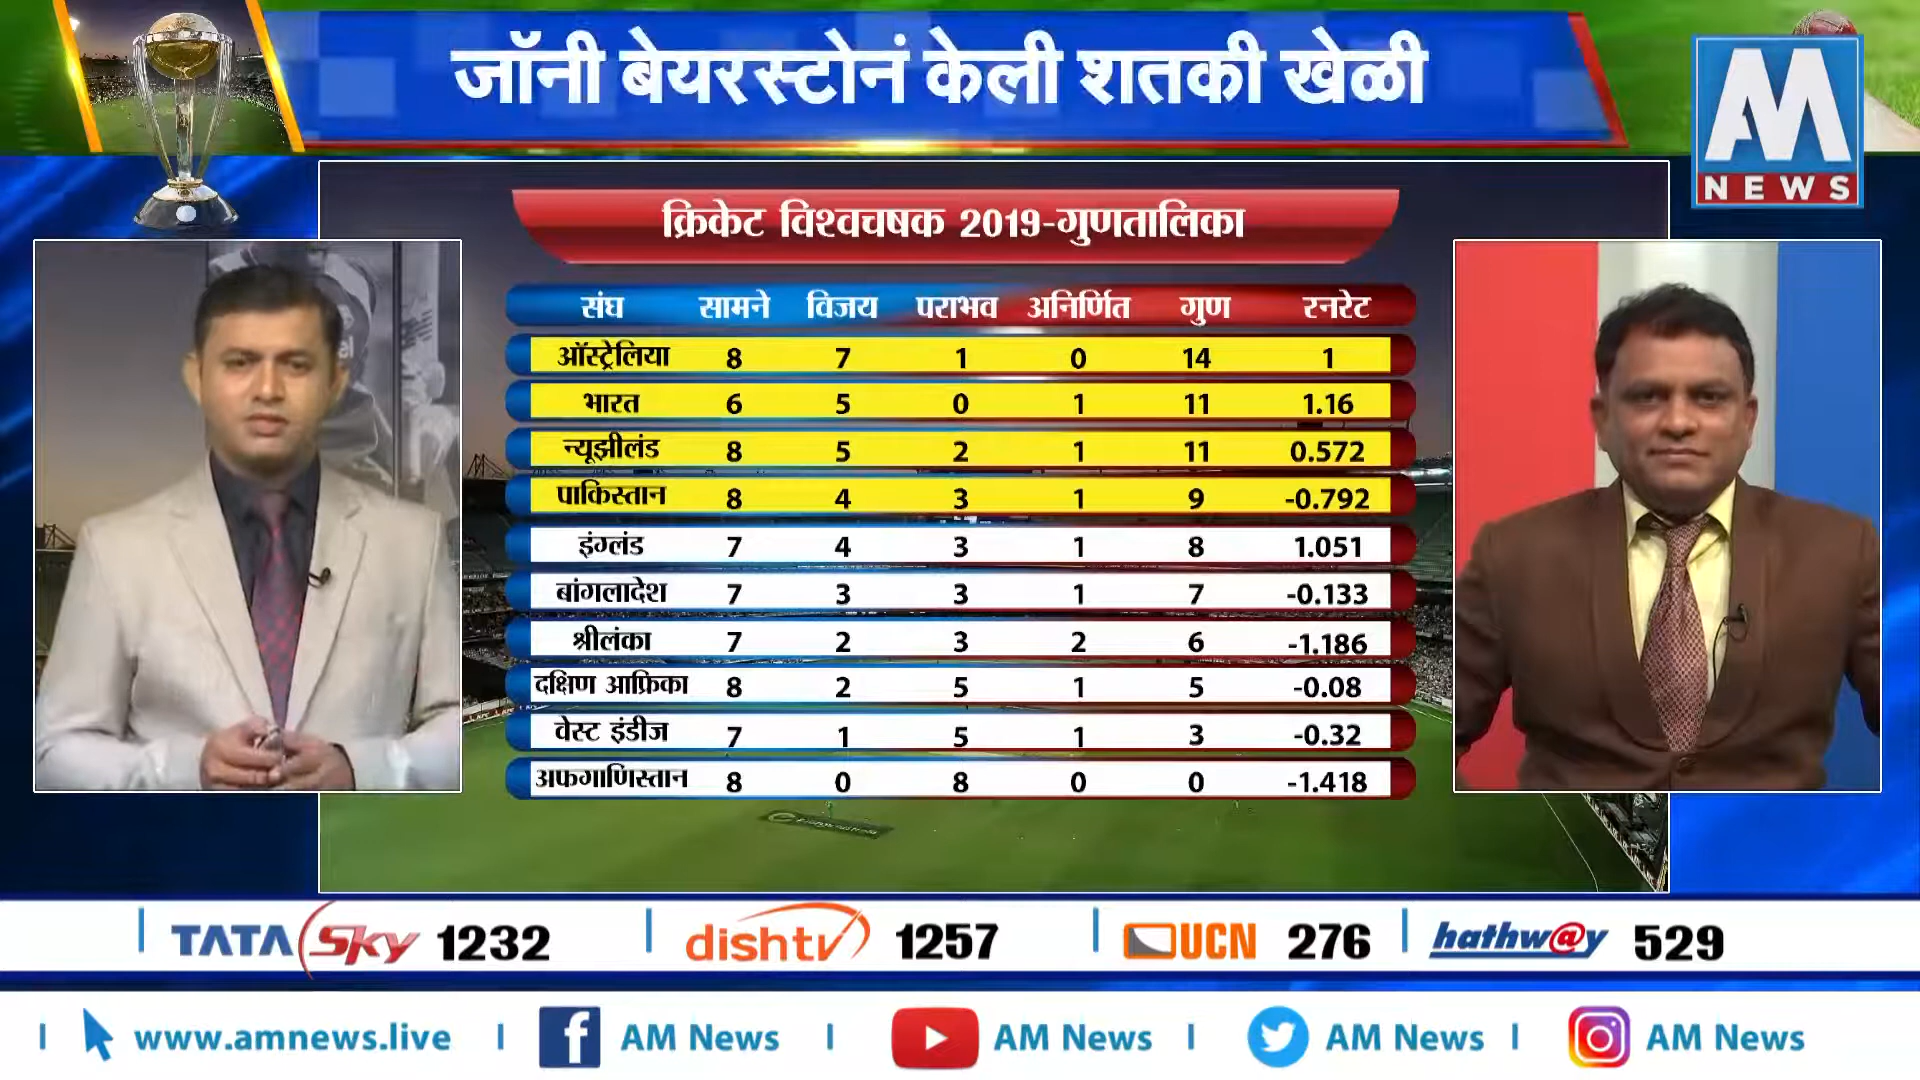 जॉनी बेयरस्टोनं केली शतकी खेळी
AM
NEWS
क्रिकेट विश्वचषक 2019-गुणतालिका
संघ सामने विजय पराभव अनिर्णित गुण रनरेट
ऑस्ट्रेलिया 8 7 1 0 14 1
भारत 6 5 0 1 11 1.16
न्यूझीलंड 8 5 2 1 11 0.572
पाकिस्तान 8 4 3 1 9 -0.792
इंग्लंड 7 4 3 1 8 1.051
बांगलादेश 7 3 3 1 7 -0.133
श्रीलंका 7 2 3 2 6 -1.186
दक्षिण आफ्रिका 8 2 5 1 5 -0.08
वेस्ट इंडीज 7 1 5 1 3 -0.32
अफगाणिस्तान 8 0 8 0 0 -1.418
TATA Sky 1232 dishtv 1257 UCN 276 hathw@y 529
www.amnews.live AM News AM News AM News AM News